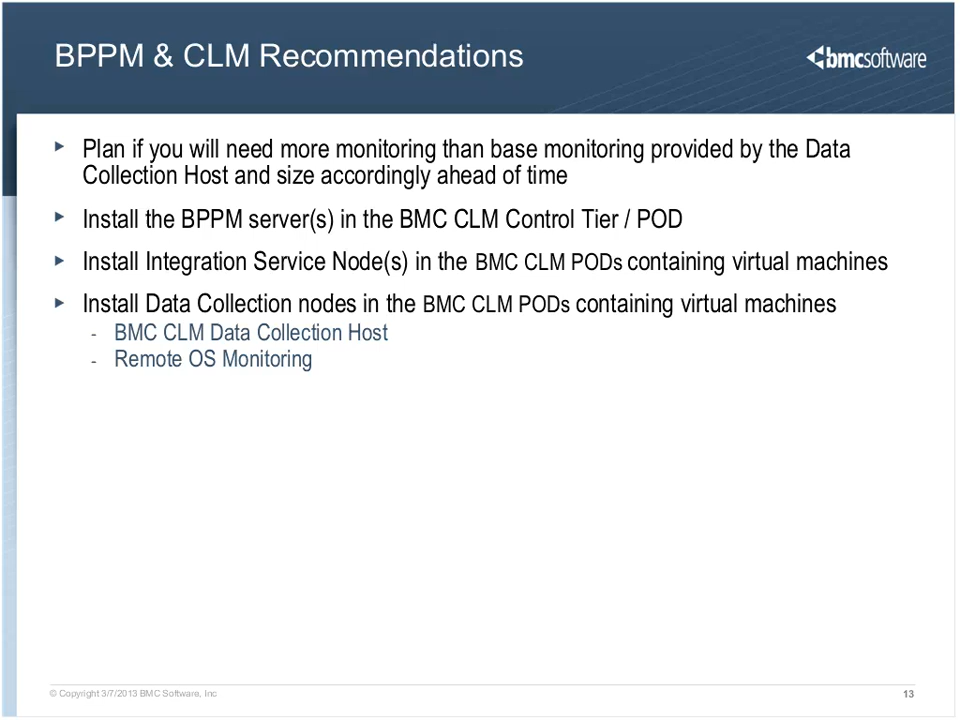 BPPM & CLM Recommendations
bmcsoftware
Plan if you will need more monitoring than base monitoring provided by the Data
Collection Host and size accordingly ahead of time
Install the BPPM server(s) in the BMC CLM Control Tier / POD
Install Integration Service Node(s) in the BMC CLM PODs containing virtual machines
Install Data Collection nodes in the BMC CLM PODs containing virtual machines
- BMC CLM Data Collection Host
- Remote OS Monitoring
© Copyright 3/7/2013 BMC Software, Inc
13